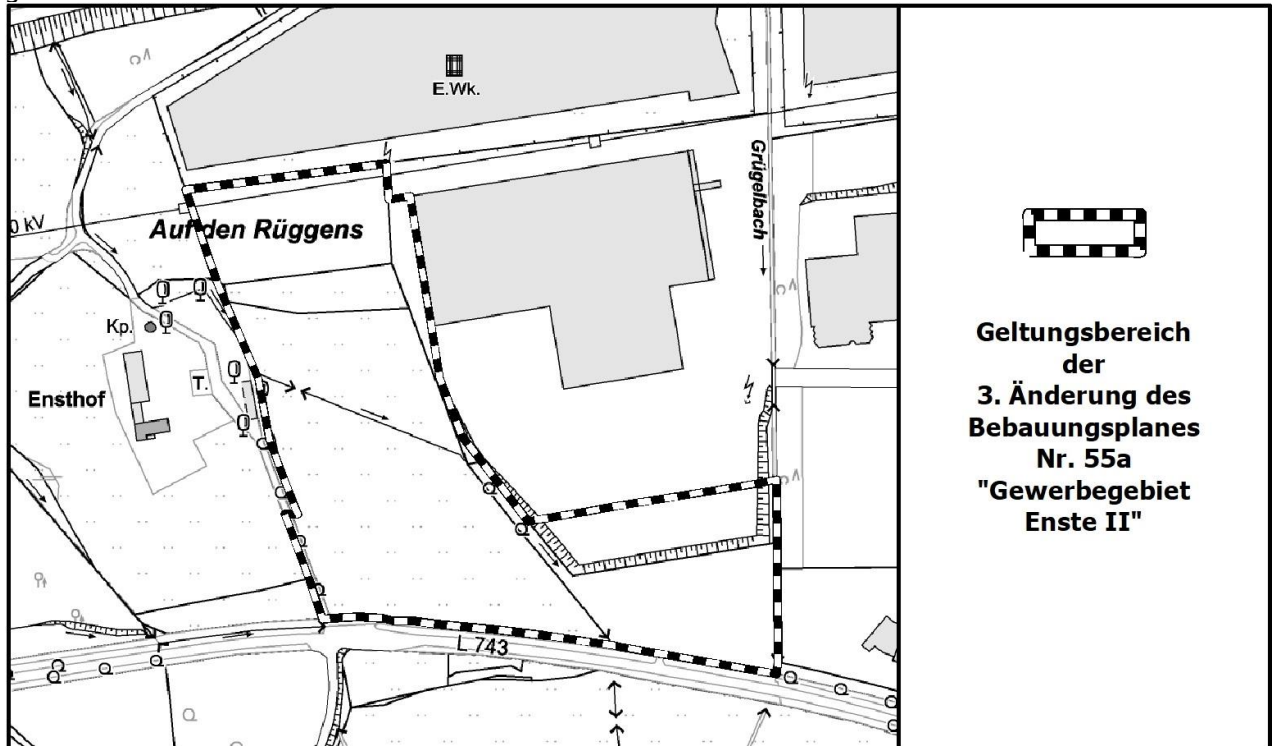 E.Wk.
Grügelbach
0 kV
Auf den Rüggens
Kp.
T.
Ensthof
L 743
Geltungsbereich
der
3. Änderung des
Bebauungsplanes
Nr. 55a
"Gewerbegebiet
Enste II"